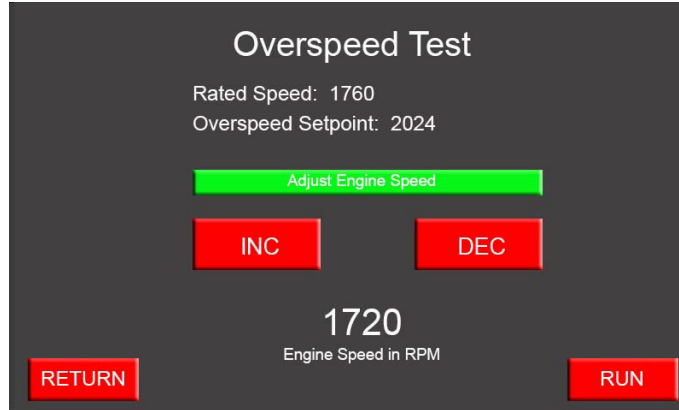 Overspeed Test
Rated Speed: 1760
Overspeed Setpoint: 2024
Adjust Engine Speed
INC
DEC
1720
Engine Speed in RPM
RETURN
RUN